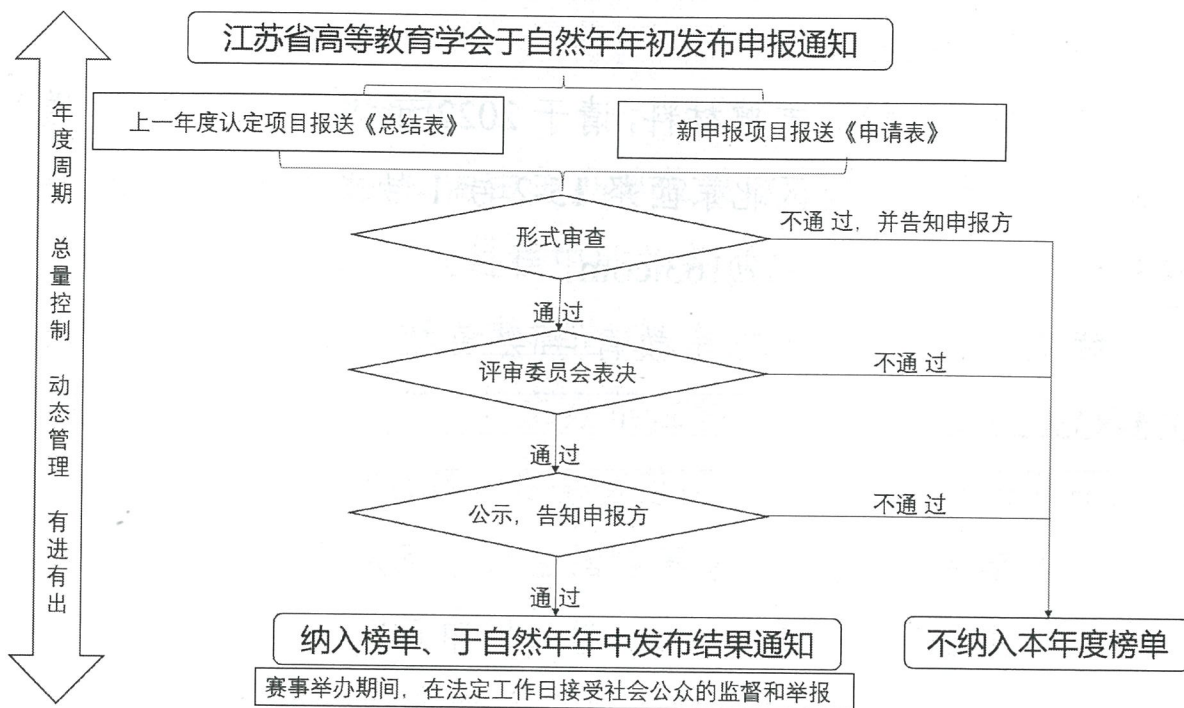 江苏省高等教育学会于自然年年初发布申报通知
上一年度认定项目报送《总结表》
新申报项目报送《申请表》
形式审查
不通 过，并告知申报方
通 过
评审委员会表决
不通 过
通 过
公示，告知申报方
不通 过
通 过
纳入榜单、于自然年年中发布结果通知
不纳入本年度榜单
赛事举办期间，在法定工作日接受社会公众的监督和举报
年度周期 总量控制 动态管理 有进有出